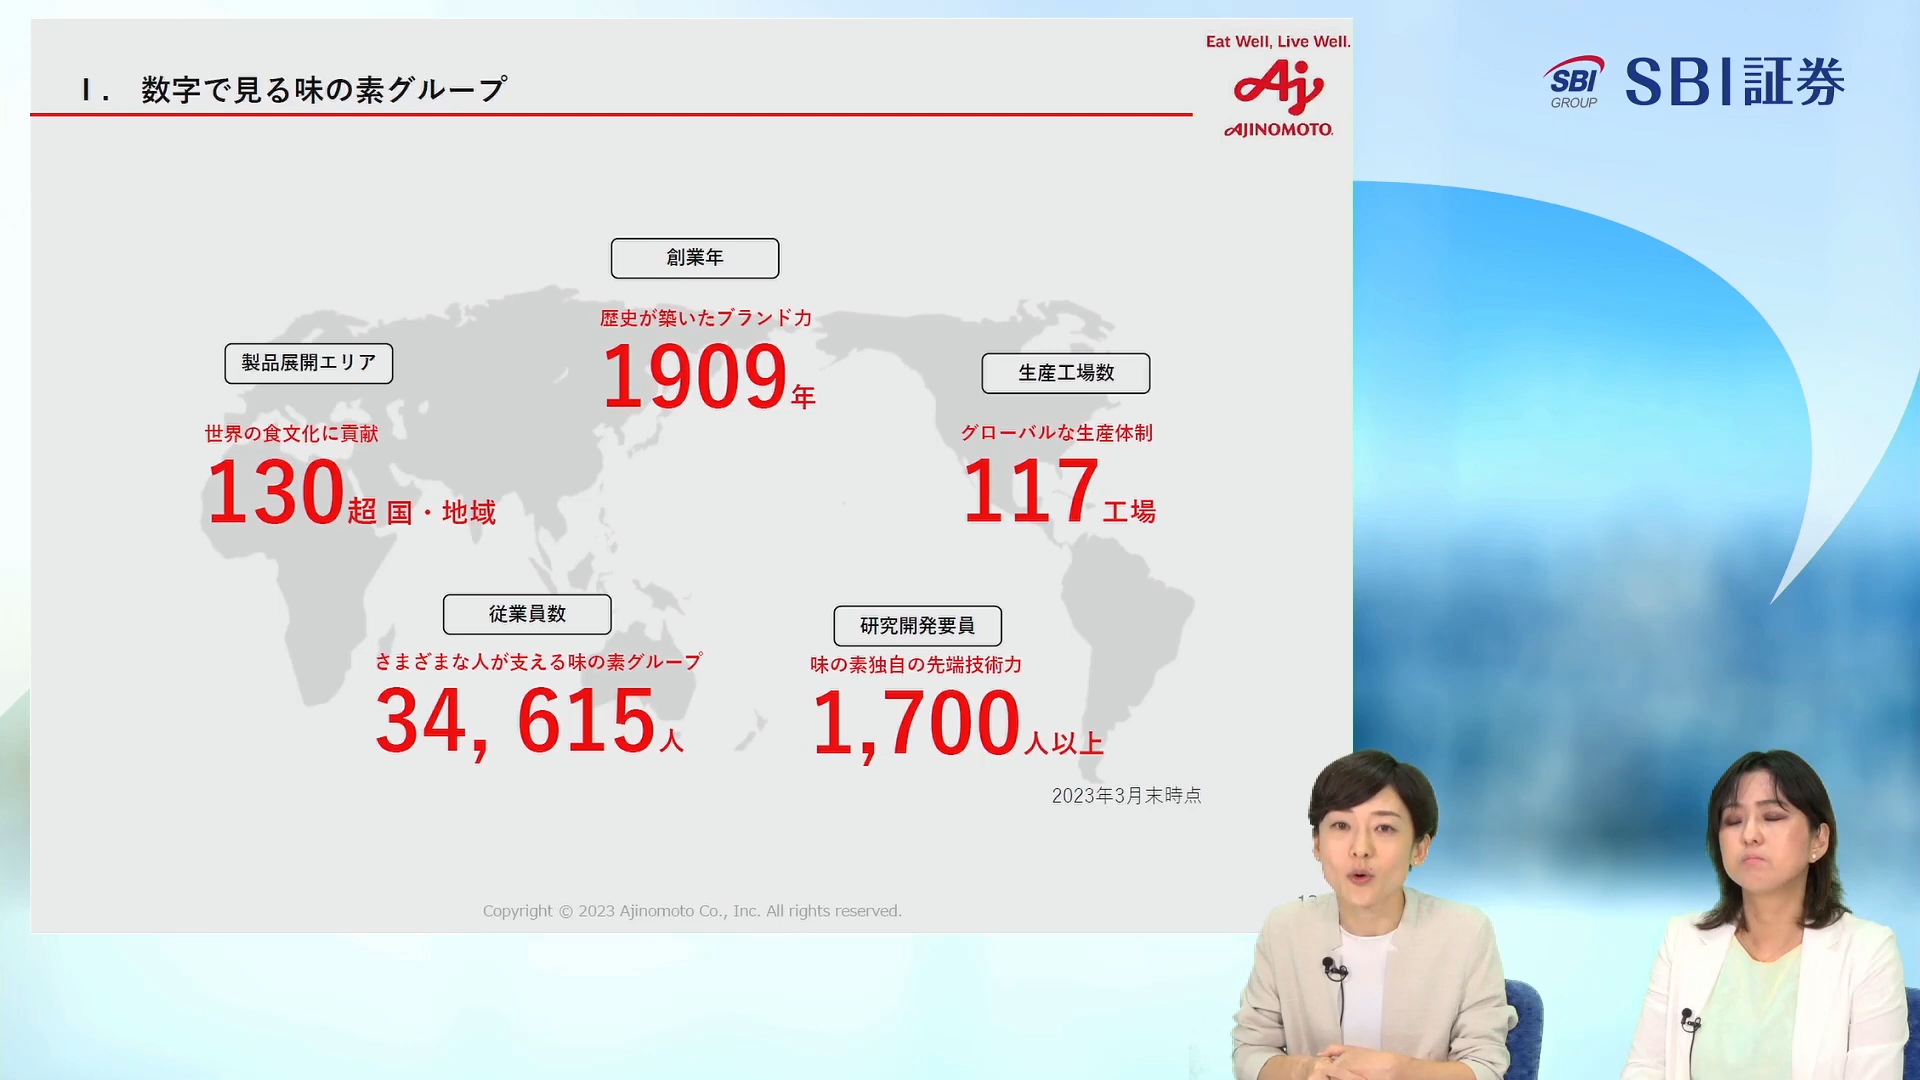 Ⅰ. 数字で見る味の素グループ
Eat Well, Live Well.
Aj
AJINOMOTO
SBI
GROUP
SBI証券
創業年
歴史が築いたブランド力
1909年
製品展開エリア
世界の食文化に貢献
130超 国・地域
生産工場数
グローバルな生産体制
117工場
従業員数
さまざまな人が支える味の素グループ
34, 615人
研究開発要員
味の素独自の先端技術力
1,700人以上
2023年3月末時点
Copyright © 2023 Ajinomoto Co., Inc. All rights reserved.